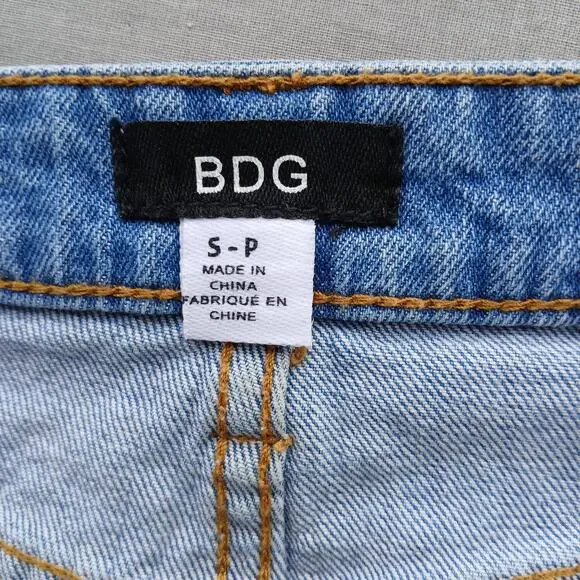 BDG
S-P
MADE IN
CHINA
FABRIQUÉ EN
CHINE